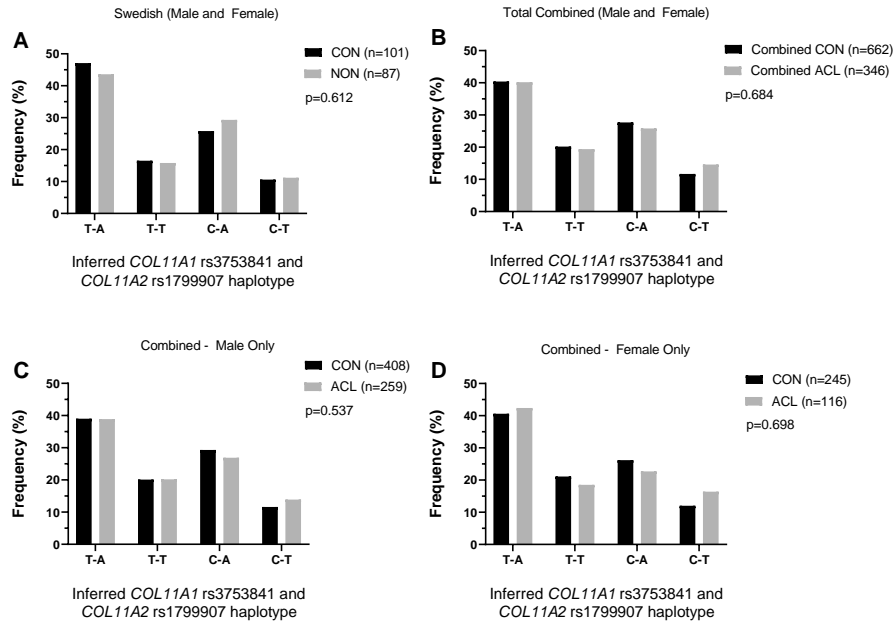 Swedish (Male and Female)
A
CON (n=101)
NON (n=87)
p=0.612
Frequency (%)
50
40
30
20
10
0
T-A T-T C-A C-T
Inferred COL11A1 rs3753841 and
COL11A2 rs1799907 haplotype
Total Combined (Male and Female)
B
Combined CON (n=662)
Combined ACL (n=346)
p=0.684
Frequency (%)
50
40
30
20
10
0
T-A T-T C-A C-T
Inferred COL11A1 rs3753841 and
COL11A2 rs1799907 haplotype
Combined - Male Only
C
CON (n=408)
ACL (n=259)
p=0.537
Frequency (%)
50
40
30
20
10
0
T-A T-T C-A C-T
Inferred COL11A1 rs3753841 and
COL11A2 rs1799907 haplotype
Combined - Female Only
D
CON (n=245)
ACL (n=116)
p=0.698
Frequency (%)
50
40
30
20
10
0
T-A T-T C-A C-T
Inferred COL11A1 rs3753841 and
COL11A2 rs1799907 haplotype